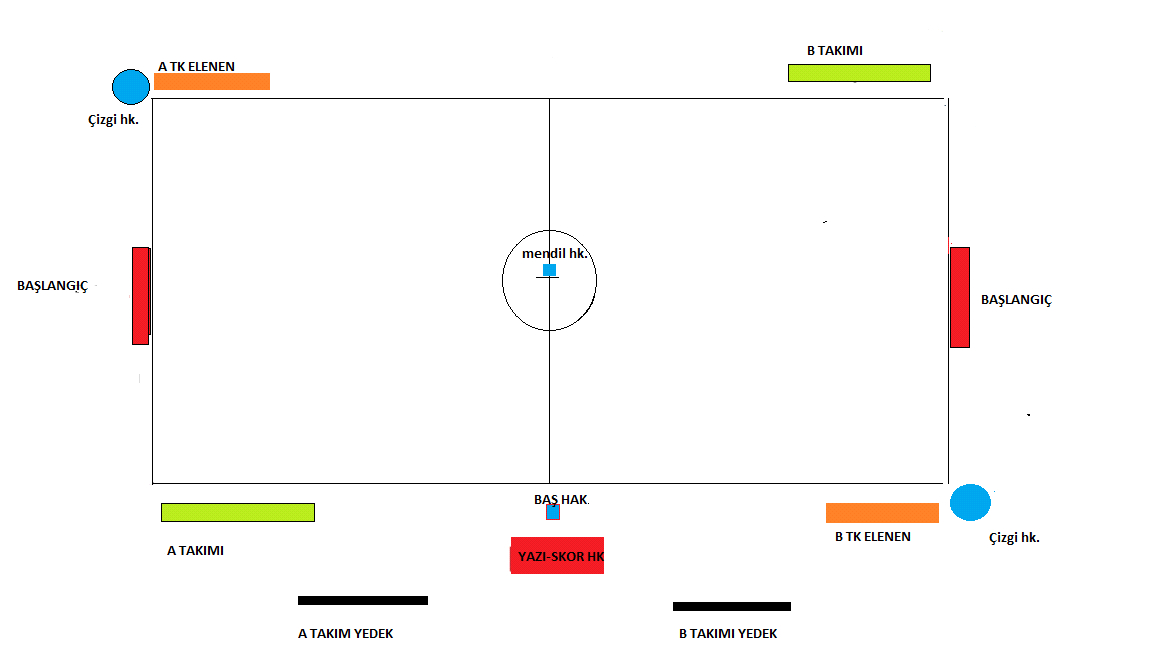 B TAKIMI
A TK ELENEN
Çizgi hk.
mendil hk.
BAŞLANGIÇ
BAŞLANGIÇ
BAŞ HAK.
B TK ELENEN
Çizgi hk.
A TAKIMI
YAZI-SKOR HK
A TAKIM YEDEK
B TAKIMI YEDEK